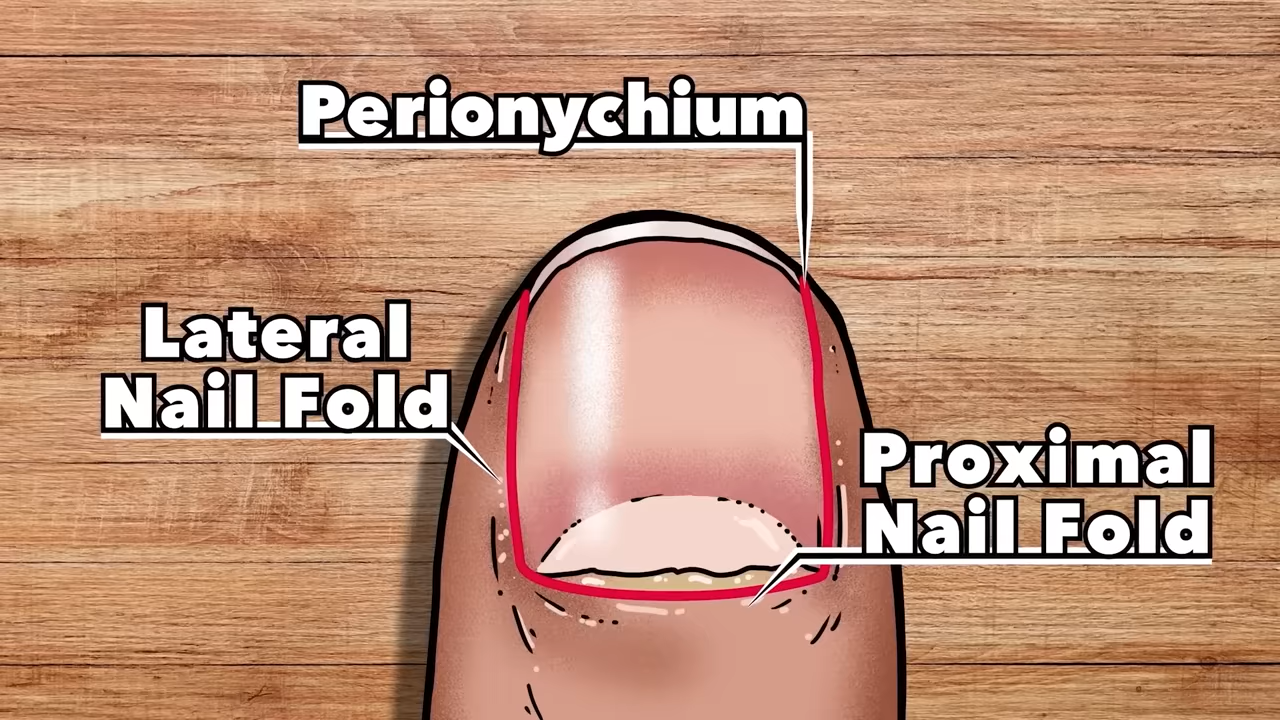 Perionychium
Lateral
Nail Fold
Proximal
Nail Fold